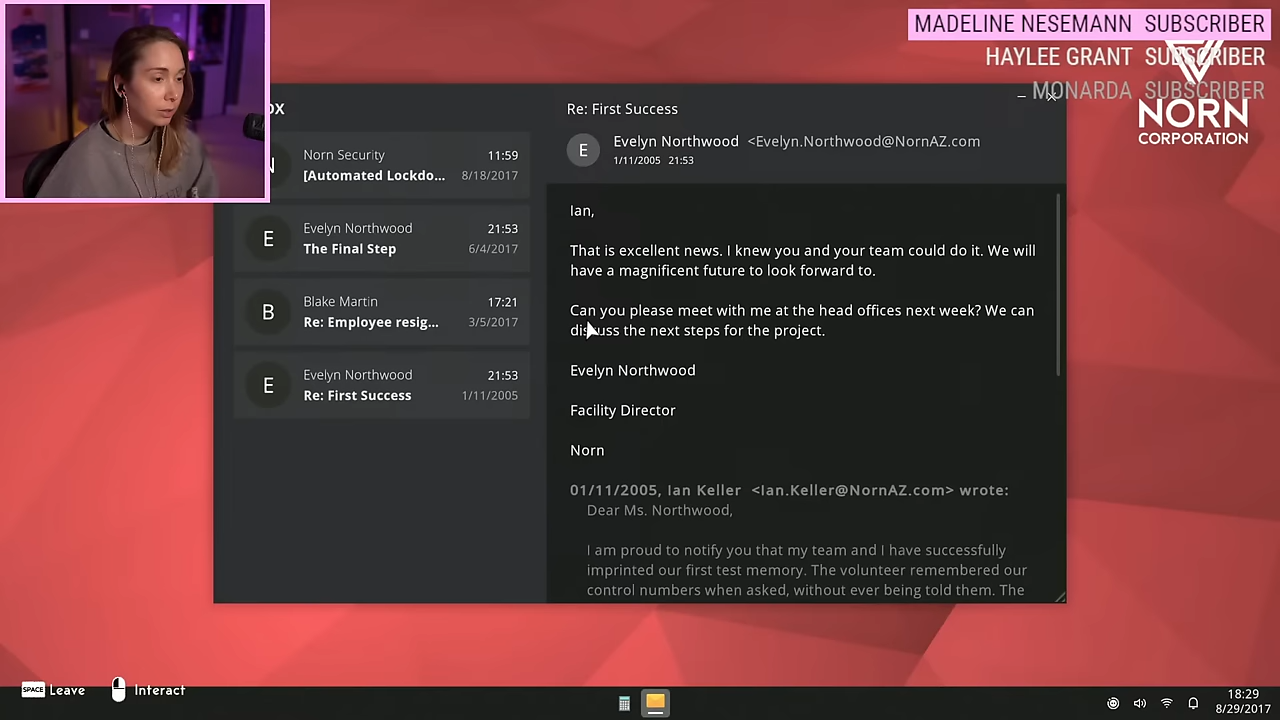 MADELINE NESEMANN SUBSCRIBER
HAYLEE GRANT SUBSCRIBER
MONARDA SUBSCRIBER
NORN
CORPORATION
OX
Norn Security 11:59
[Automated Lockdo... 8/18/2017
E
Evelyn Northwood 21:53
The Final Step 6/4/2017
B
Blake Martin 17:21
Re: Employee resig... 3/5/2017
E
Evelyn Northwood 21:53
Re: First Success 1/11/2005
Re: First Success
E
Evelyn Northwood <Evelyn.Northwood@NornAZ.com
1/11/2005 21:53
Ian,
That is excellent news. I knew you and your team could do it. We will
have a magnificent future to look forward to.
Can you please meet with me at the head offices next week? We can
discuss the next steps for the project.
Evelyn Northwood
Facility Director
Norn
01/11/2005, Ian Keller <Ian.Keller@NornAZ.com> wrote:
Dear Ms. Northwood,
I am proud to notify you that my team and I have successfully
imprinted our first test memory. The volunteer remembered our
control numbers when asked, without ever being told them. The
SPACE Leave Interact
18:29
8/29/2017